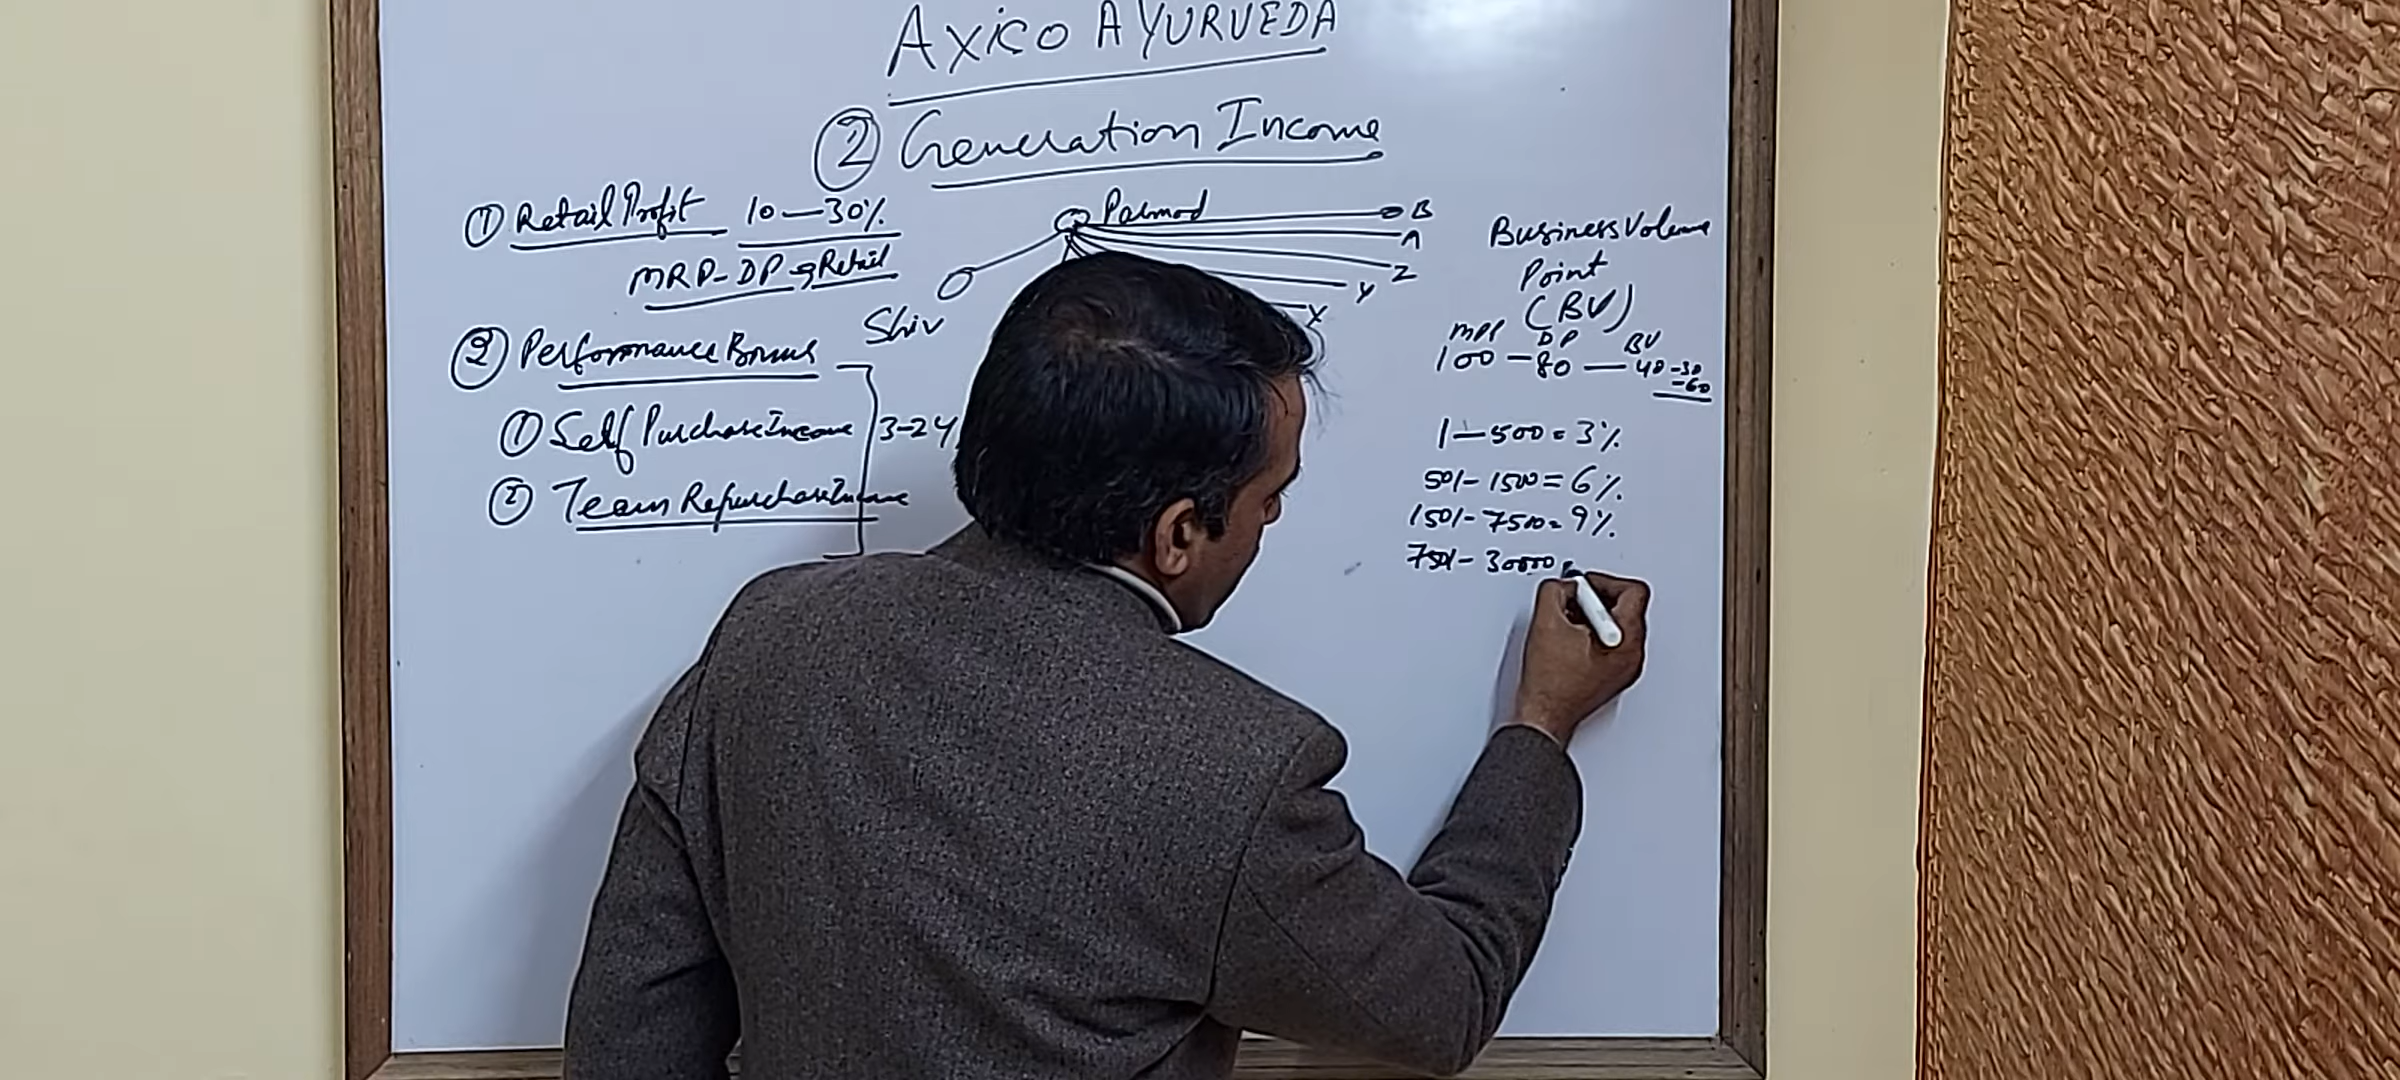 AXICO AYURVEDA
② Generation Income
① Retail Profit 10—30%
MRP-DP → Retail
② Performance Bonus
① Self Purchase Income
3-24
② Team Repurchase Income
Shiv
B
A
Z
Y
X
Business Volume
Point
(BV)
DP BV
100 — 80 — 40 -30
-60
1—500 = 3%
501-1500 = 6%
1501-7500 = 9%
7501-30000